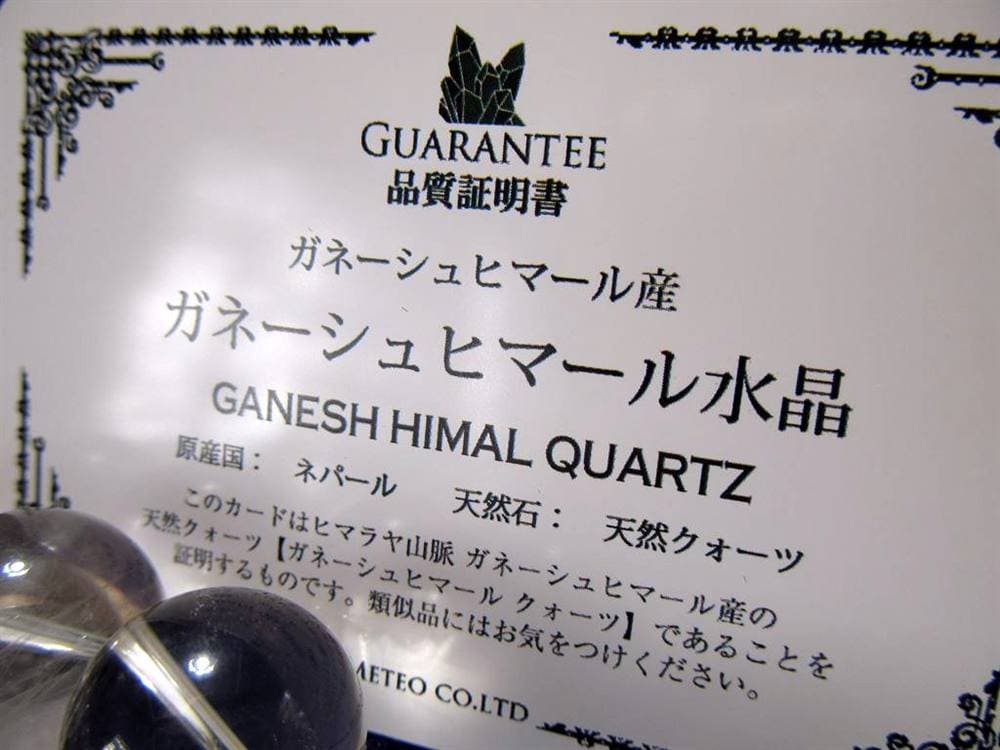 GUARANTEE
品質証明書
ガネーシュヒマール産
ガネーシュヒマール水晶
GANESH HIMAL QUARTZ
原産国： ネパール 天然石： 天然クォーツ
このカードはヒマラヤ山脈 ガネーシュヒマール産の
天然クォーツ【ガネーシュヒマール クォーツ】であることを
証明するものです。類似品にはお気をつけください。
METEO CO.LTD